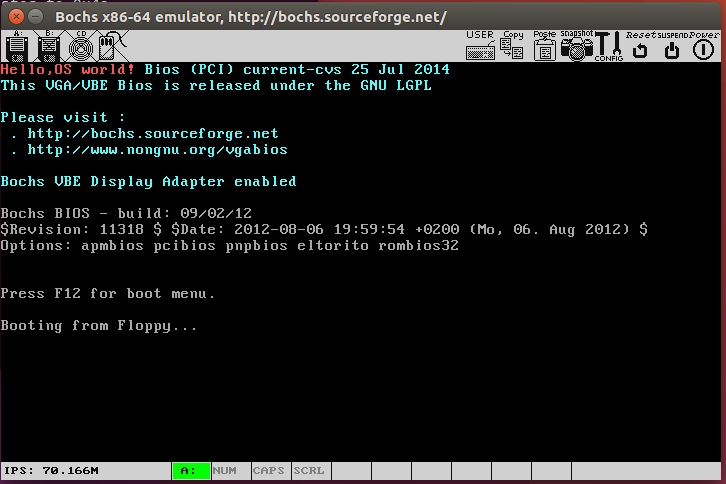 Bochs x86-64 emulator, http://bochs.sourceforge.net/
A: B: CD USER Copy Paste snapshot CONFIG Reset SUSPEND Power
Hello,OS world! Bios (PCI) current-cvs 25 Jul 2014
This VGA/VBE Bios is released under the GNU LGPL
Please visit :
. http://bochs.sourceforge.net
. http://www.nongnu.org/vgabios
Bochs VBE Display Adapter enabled
Bochs BIOS - build: 09/02/12
$Revision: 11318 $ $Date: 2012-08-06 19:59:54 +0200 (Mo, 06. Aug 2012) $
Options: apmbios pcibios pnpbios eltorito rombios32
Press F12 for boot menu.
Booting from Floppy...
IPS: 70.166M A: NUM CAPS SCRL